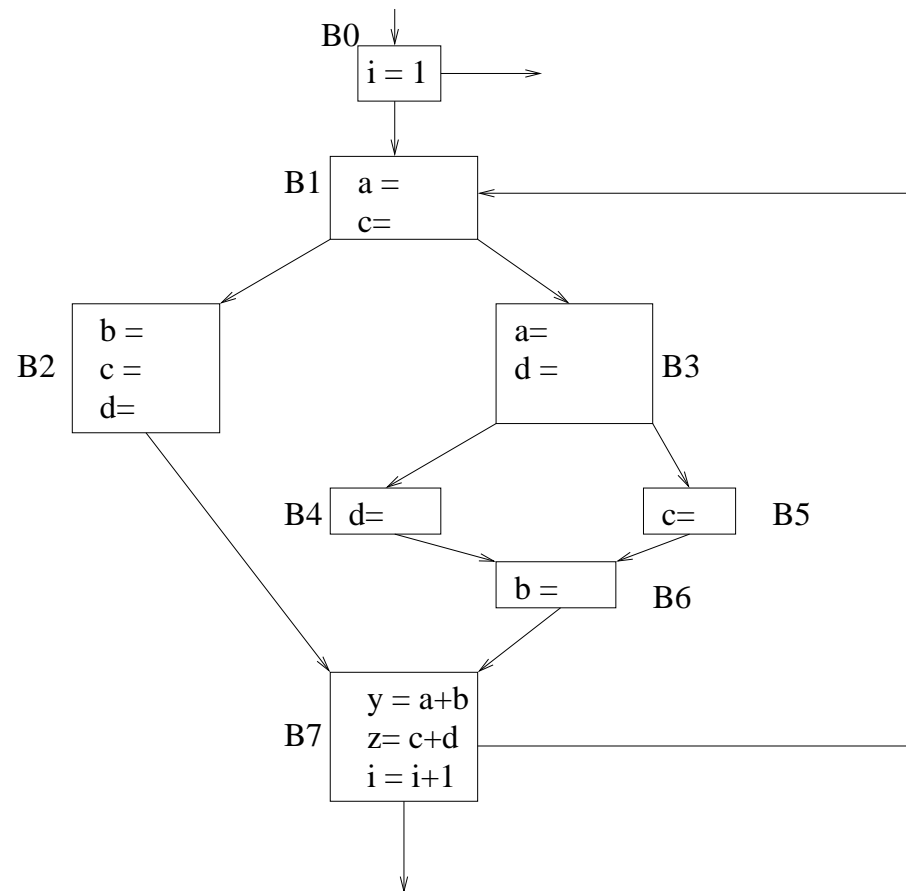 B0
i = 1
B1
a =
c=
B2
b =
c =
d=
a=
d =
B3
B4
d=
c=
B5
b =
B6
B7
y = a+b
z= c+d
i = i+1